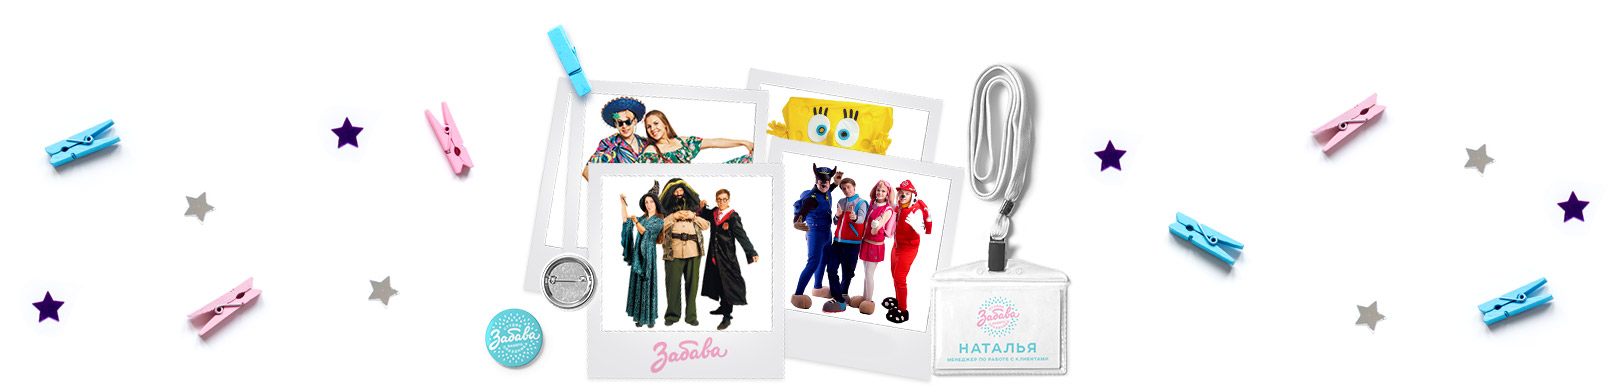 Забава
Забава
Забава
НАТАЛЬЯ
МЕНЕДЖЕР ПО РАБОТЕ С КЛИЕНТАМИ